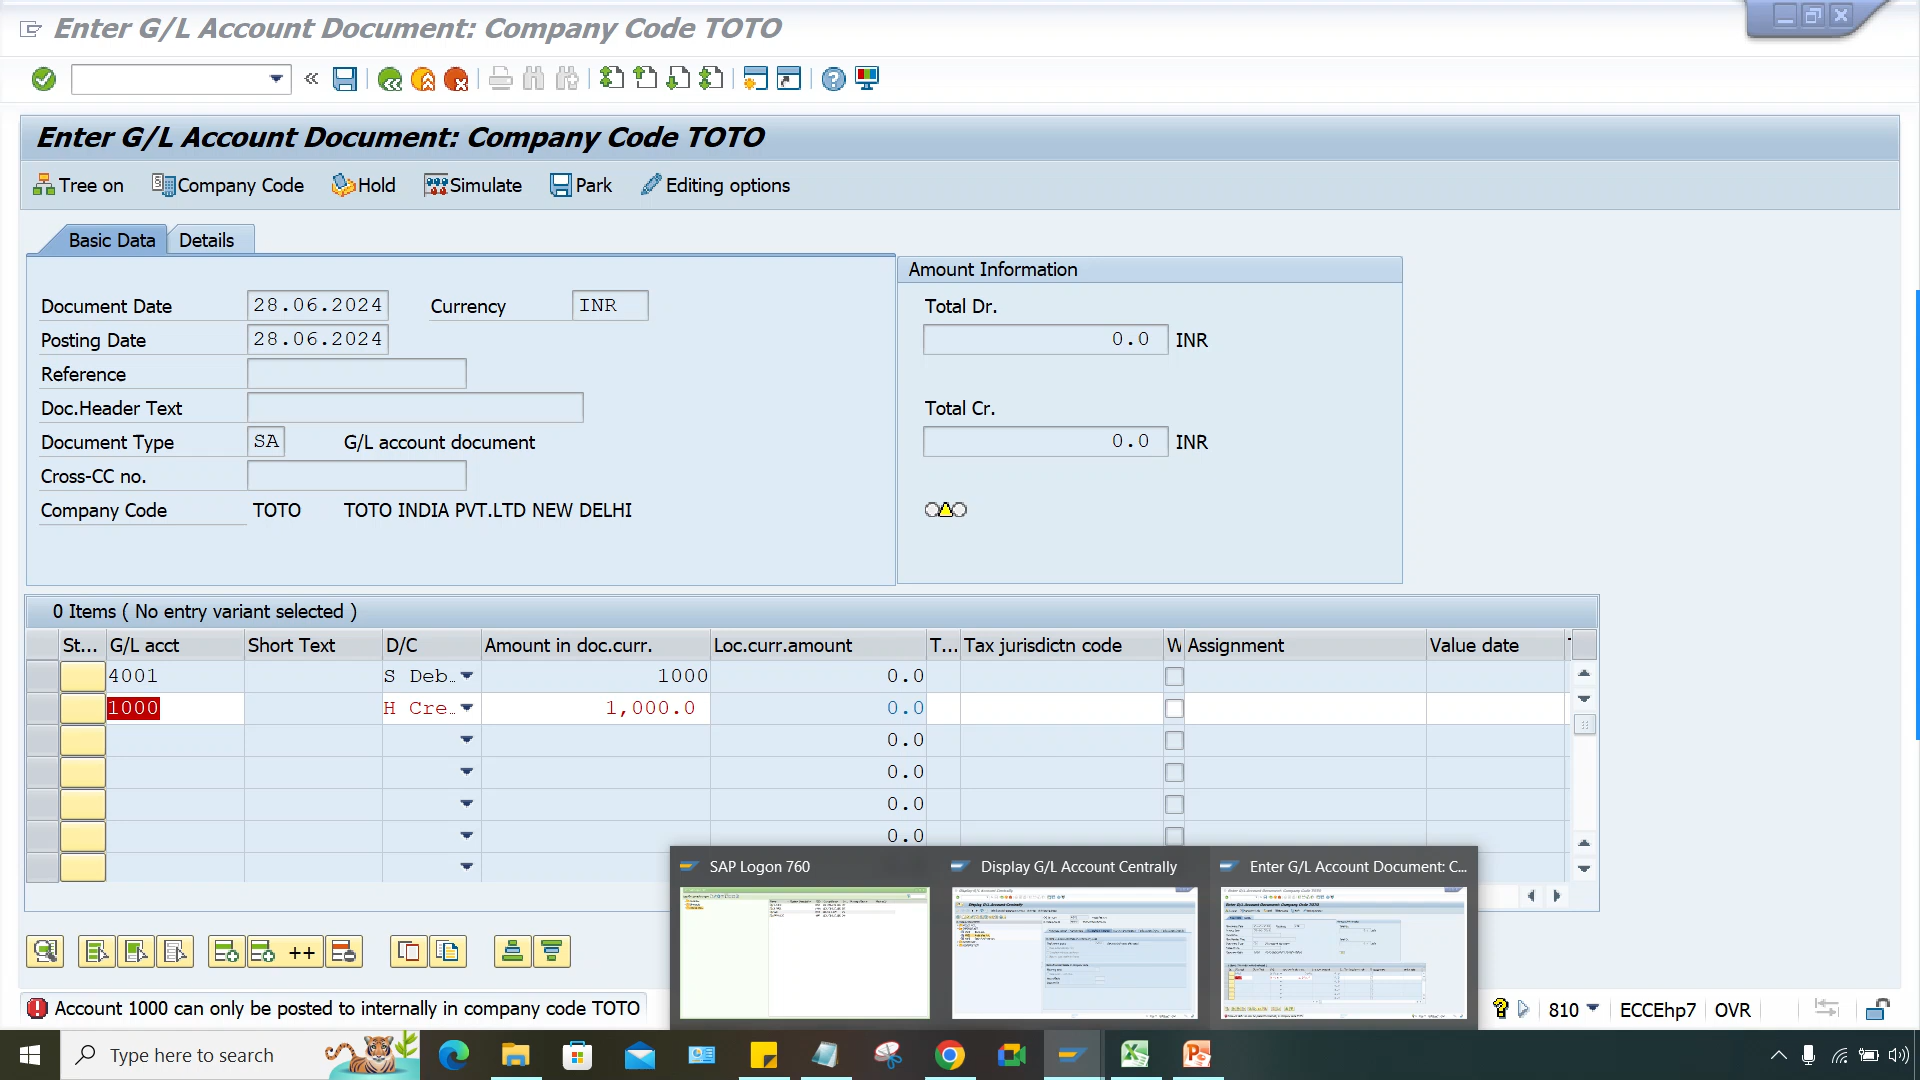 Enter G/L Account Document: Company Code TOTO
Enter G/L Account Document: Company Code TOTO
Tree on Company Code Hold Simulate Park Editing options
Basic Data Details
Amount Information
Document Date 28.06.2024 Currency INR Total Dr.
Posting Date 28.06.2024 0.0 INR
Reference
Doc.Header Text Total Cr.
Document Type SA G/L account document 0.0 INR
Cross-CC no.
Company Code TOTO TOTO INDIA PVT.LTD NEW DELHI
0 Items ( No entry variant selected )
St... G/L acct Short Text D/C Amount in doc.curr. Loc.curr.amount T... Tax jurisdictn code W Assignment Value date
4001 S Deb… 1000 0.0
1000 H Cre… 1,000.0 0.0
0.0
0.0
0.0
0.0
SAP Logon 760 Display G/L Account Centrally Enter G/L Account Document: C...
++
Account 1000 can only be posted to internally in company code TOTO 810 ECCEhp7 OVR
Type here to search